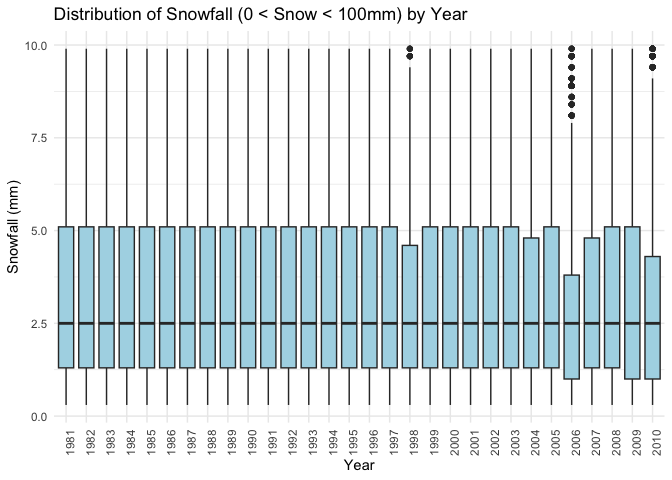 Distribution of Snowfall (0 < Snow < 100mm) by Year
10.0
7.5
5.0
2.5
0.0
Snowfall (mm)
1981 1982 1983 1984 1985 1986 1987 1988 1989 1990 1991 1992 1993 1994 1995 1996 1997 1998 1999 2000 2001 2002 2003 2004 2005 2006 2007 2008 2009 2010
Year